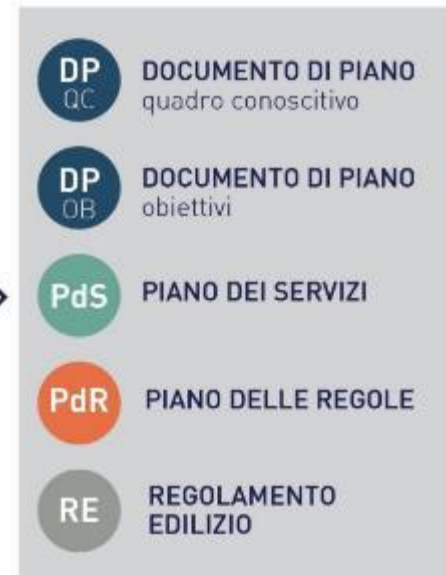 DP
QC
DOCUMENTO DI PIANO
quadro conoscitivo
DP
OB
DOCUMENTO DI PIANO
obiettivi
PdS
PIANO DEI SERVIZI
PdR
PIANO DELLE REGOLE
RE
REGOLAMENTO
EDILIZIO